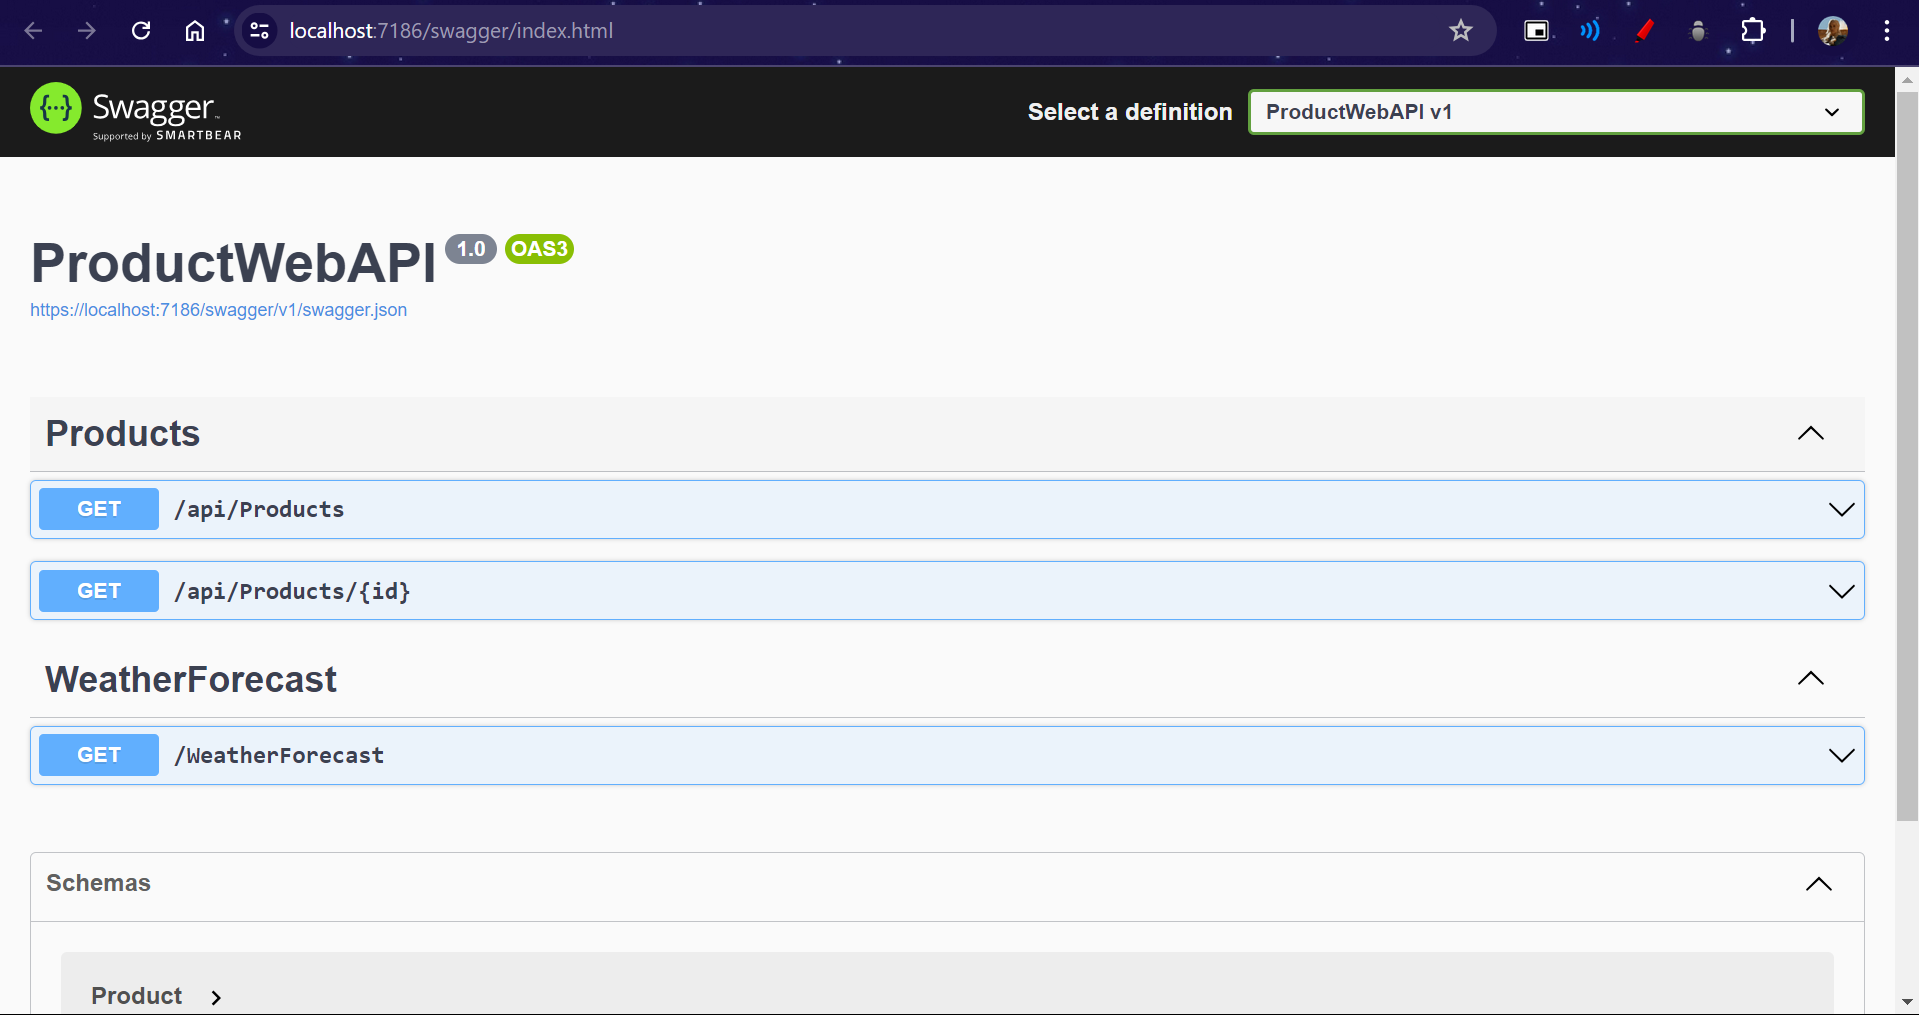 localhost:7186/swagger/index.html
{···} Swagger™
Supported by SMARTBEAR
Select a definition
ProductWebAPI v1
ProductWebAPI 1.0 OAS3
https://localhost:7186/swagger/v1/swagger.json
Products
GET /api/Products
GET /api/Products/{id}
WeatherForecast
GET /WeatherForecast
Schemas
Product